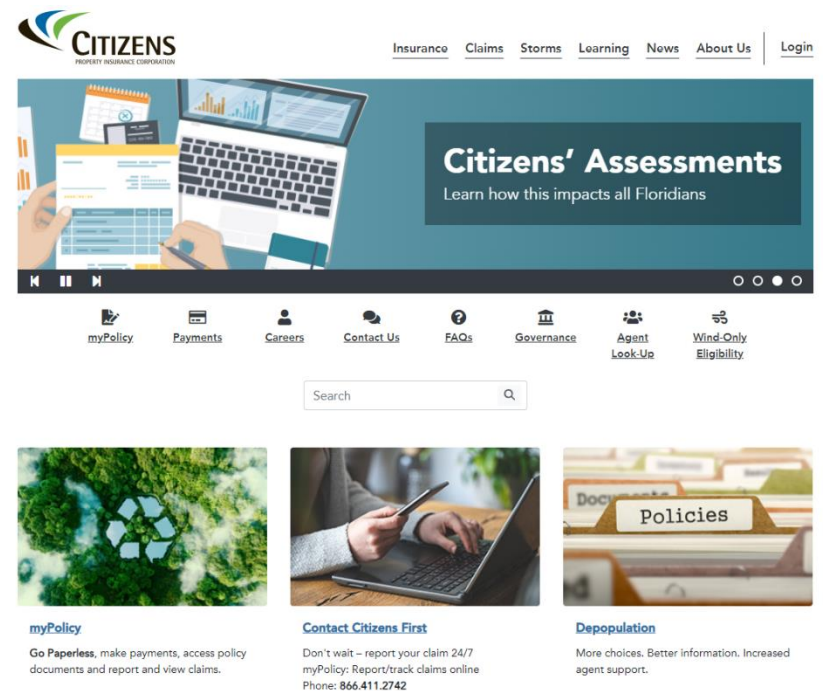 CITIZENS
PROPERTY INSURANCE CORPORATION
Insurance Claims Storms Learning News About Us Login
Citizens’ Assessments
Learn how this impacts all Floridians
myPolicy Payments Careers Contact Us FAQs Governance Agent Look-Up Wind-Only Eligibility
Search
Documents
Policies
myPolicy
Go Paperless, make payments, access policy
documents and report and view claims.
Contact Citizens First
Don't wait – report your claim 24/7
myPolicy: Report/track claims online
Phone: 866.411.2742
Depopulation
More choices. Better information. Increased
agent support.